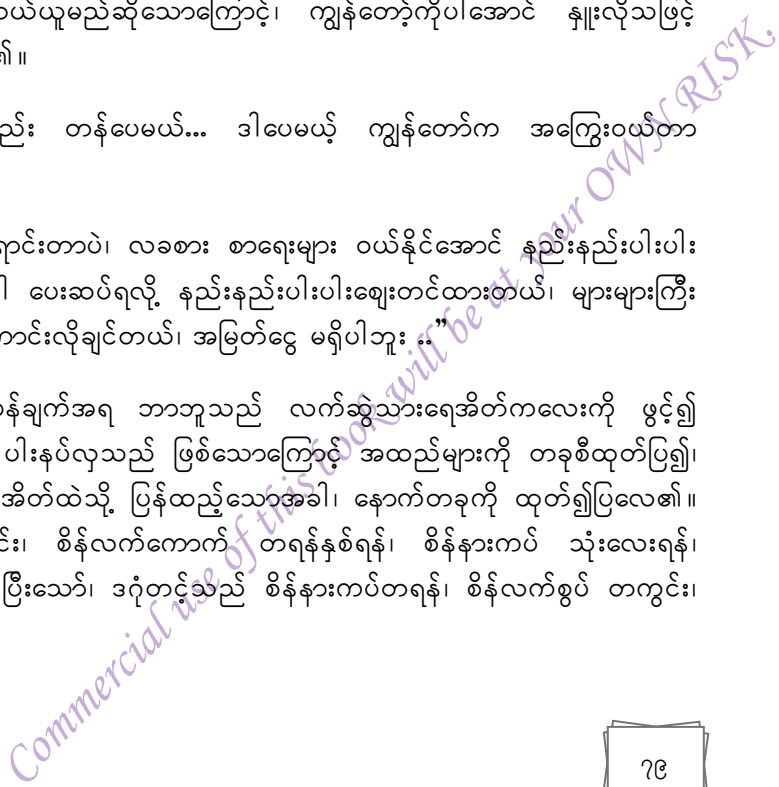 ဝယ်ယူမည်ဆိုသောကြောင့်၊ ကျွန်တော့်ကိုပါအောင် နှူးလိုသဖြင့်
၏။
တန်ပေမယ်... ဒါပေမယ့် ကျွန်တော်က အကြွေးဝယ်တာ
ရောင်းတာပဲ၊ လခစား စာရေးများ ဝယ်နိုင်အောင် နည်းနည်းပါးပါး
ပေးဆပ်ရလို့ နည်းနည်းပါးပါးဈေးတင်ထားတယ်၊ များများကြီး
ကောင်းလိုချင်တယ်၊ အမြတ်ငွေ မရှိပါဘူး ..”
ဘာဘူသည် လက်ဆွဲသားရေအိတ်ကလေးကို ဖွင့်၍
ပါးနပ်လှသည် ဖြစ်သောကြောင့် အထည်များကို တခုစီထုတ်ပြ၍၊
အိတ်ထဲသို့ ပြန်ထည့်သောအခါ၊ နောက်တခုကို ထုတ်၍ပြလေ၏။
စိန်လက်ကောက် တရန်နှစ်ရန်၊ စိန်နားကပ် သုံးလေးရန်၊
ပြီးသော်၊ ဒဂုံတင့်သည် စိန်နားကပ်တရန်၊ စိန်လက်စွပ် တကွင်း၊
Commercial use of this book will be at your OWN RISK.
၇၉